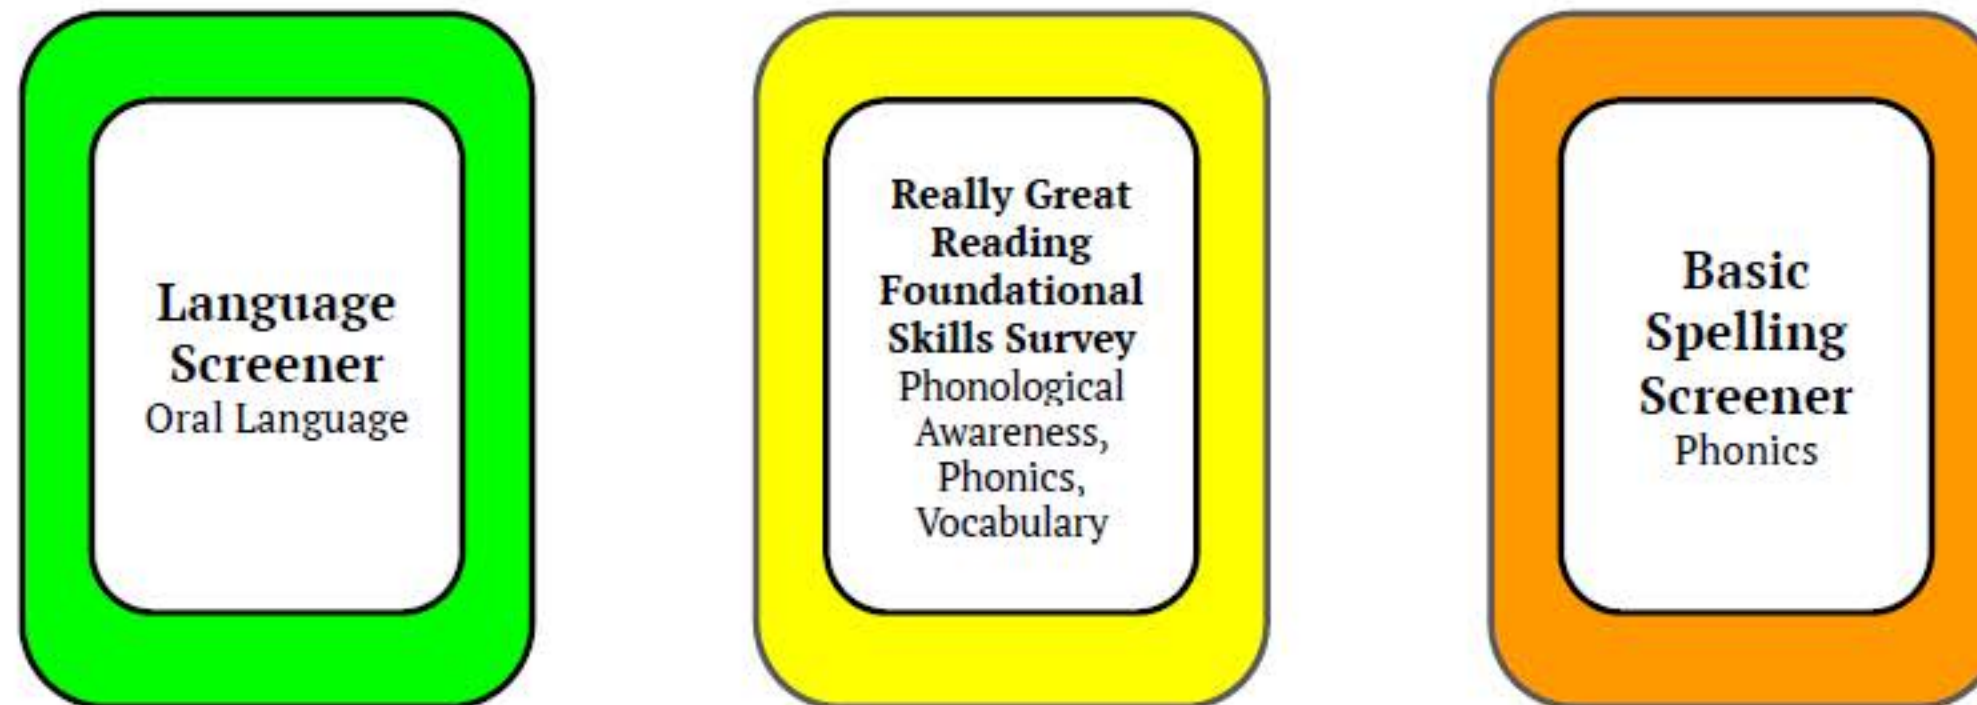 Language
Screener
Oral Language
Really Great
Reading
Foundational
Skills Survey
Phonological
Awareness,
Phonics,
Vocabulary
Basic
Spelling
Screener
Phonics